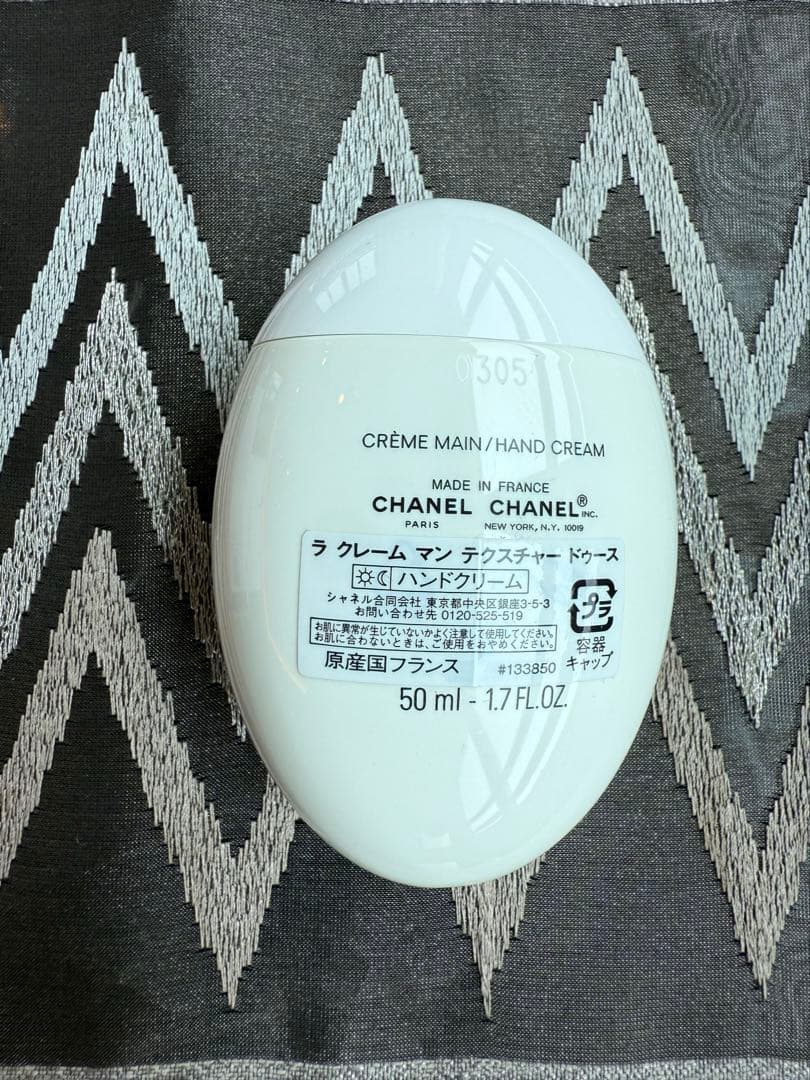 0305
CRÈME MAIN/HAND CREAM
MADE IN FRANCE
CHANEL CHANEL® INC.
PARIS NEW YORK, N.Y. 10019
ラ クレーム マン テクスチャー ドゥース
ハンドクリーム
シャネル合同会社 東京都中央区銀座3-5-3
お問い合わせ先 0120-525-519
お肌に異常が生じていないかよく注意して使用してください。
お肌に合わないときは、ご使用をおやめください。
原産国フランス #133850
プラ
容器
キャップ
50 ml - 1.7 FL.OZ.